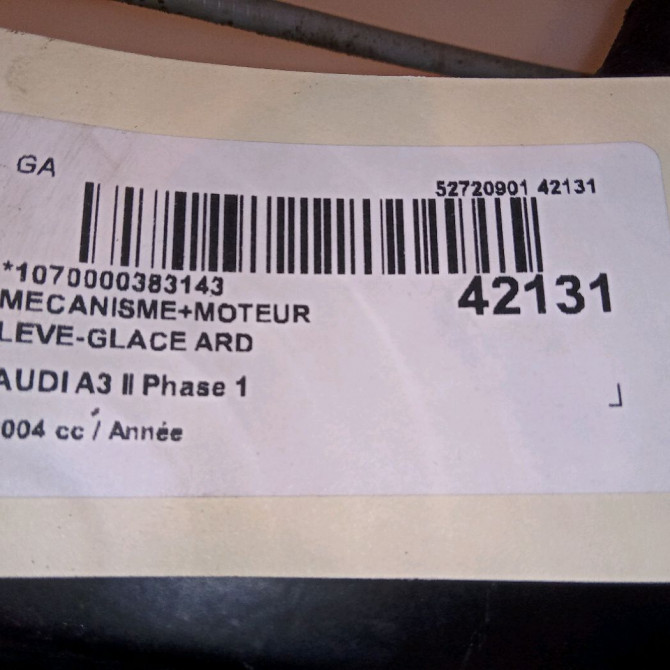 GA
52720901 42131
*1070000383143
42131
MECANISME+MOTEUR
LEVE-GLACE ARD
AUDI A3 II Phase 1
004 cc / Année